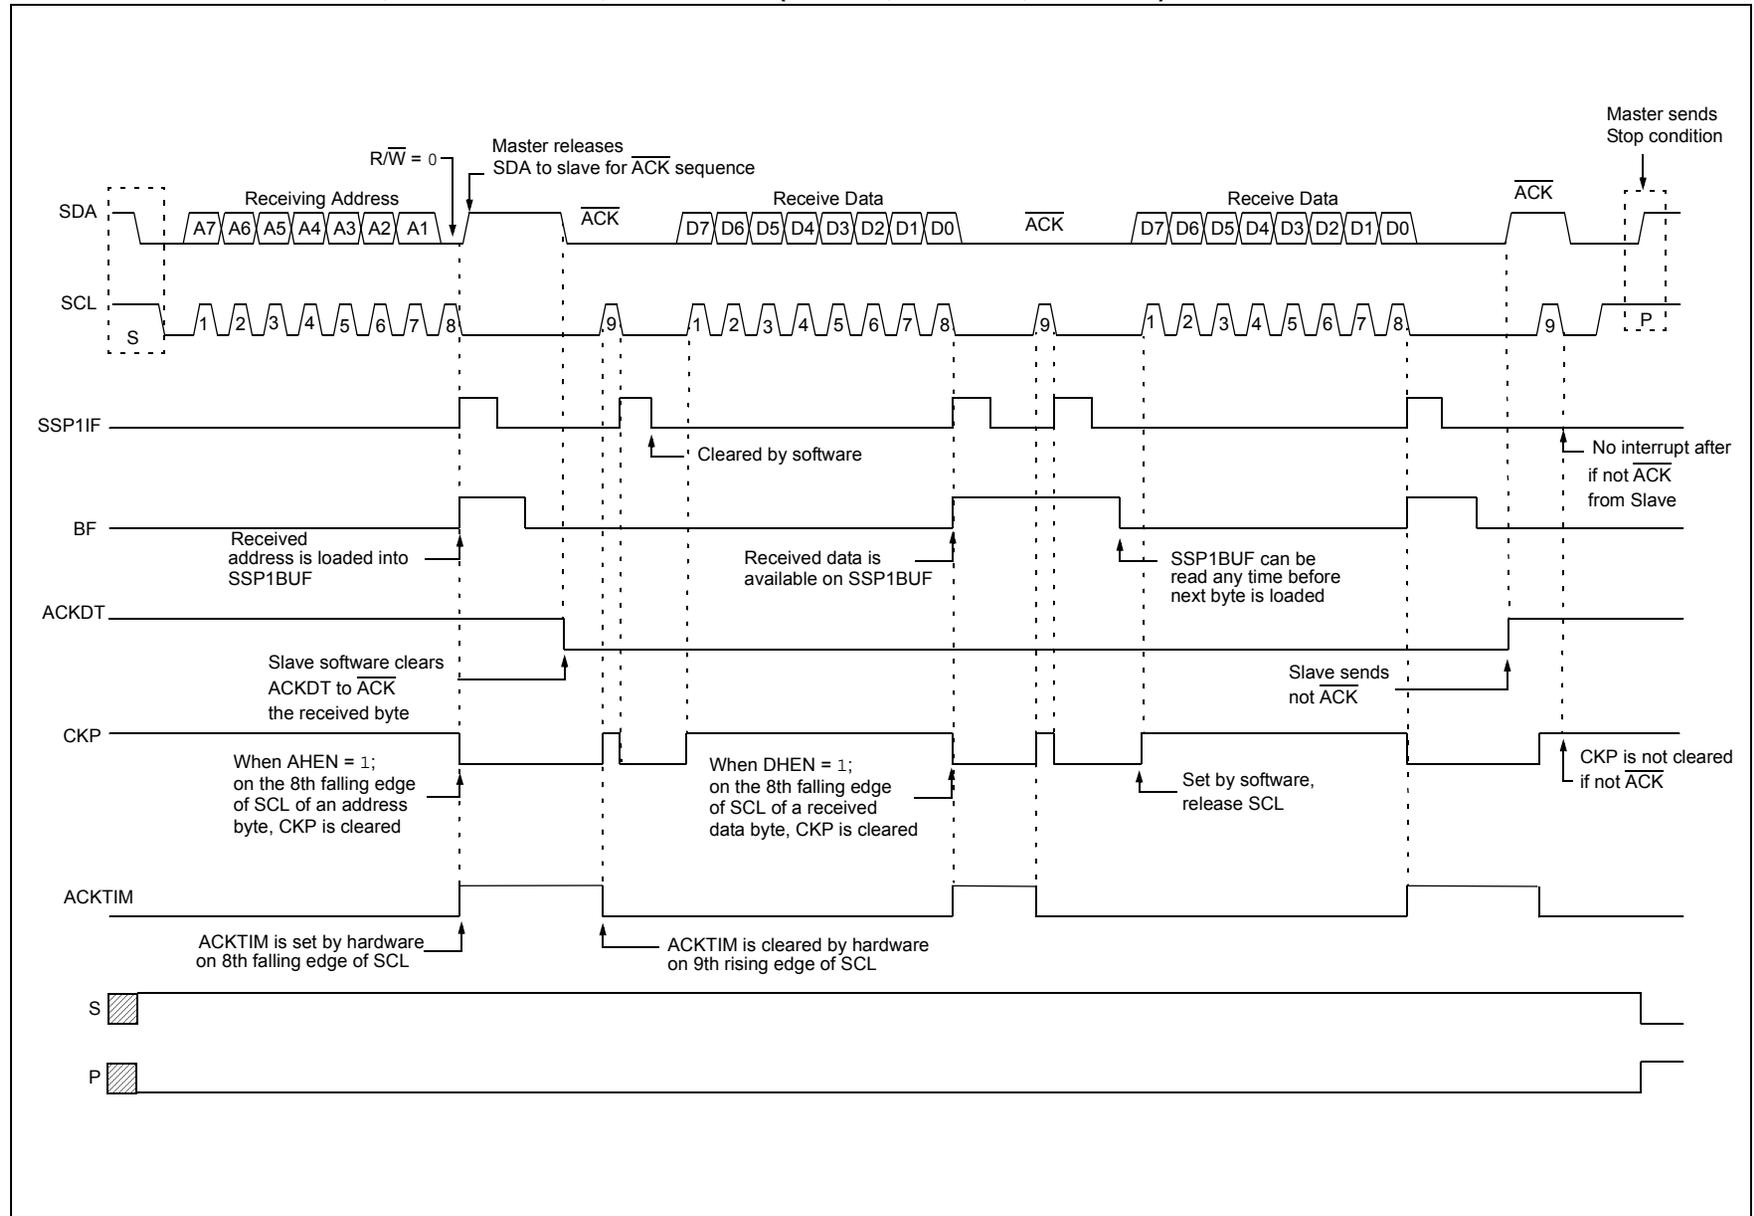 Master sends
Stop condition
Master releases
SDA to slave for ACK sequence
R/W = 0
SDA
Receiving Address
ACK
Receive Data
ACK
Receive Data
ACK
A7 A6 A5 A4 A3 A2 A1
D7 D6 D5 D4 D3 D2 D1 D0
D7 D6 D5 D4 D3 D2 D1 D0
SCL
S
1 2 3 4 5 6 7 8 9
1 2 3 4 5 6 7 8 9
1 2 3 4 5 6 7 8 9
P
SSP1IF
Cleared by software
No interrupt after
if not ACK
from Slave
BF
Received
address is loaded into
SSP1BUF
Received data is
available on SSP1BUF
SSP1BUF can be
read any time before
next byte is loaded
ACKDT
Slave software clears
ACKDT to ACK
the received byte
Slave sends
not ACK
CKP
When AHEN = 1;
on the 8th falling edge
of SCL of an address
byte, CKP is cleared
When DHEN = 1;
on the 8th falling edge
of SCL of a received
data byte, CKP is cleared
Set by software,
release SCL
CKP is not cleared
if not ACK
ACKTIM
ACKTIM is set by hardware
on 8th falling edge of SCL
ACKTIM is cleared by hardware
on 9th rising edge of SCL
S
P